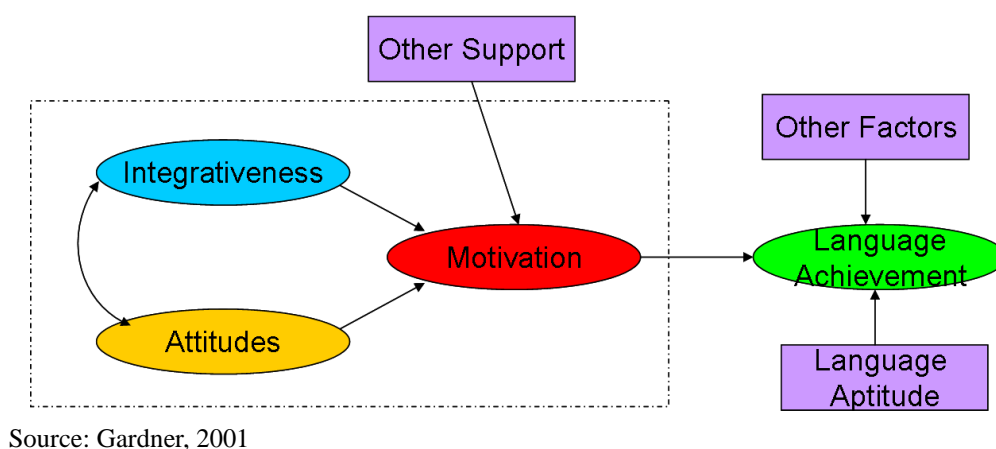 Other Support
Other Factors
Integrativeness
Motivation
Language
Achievement
Attitudes
Language
Aptitude
Source: Gardner, 2001